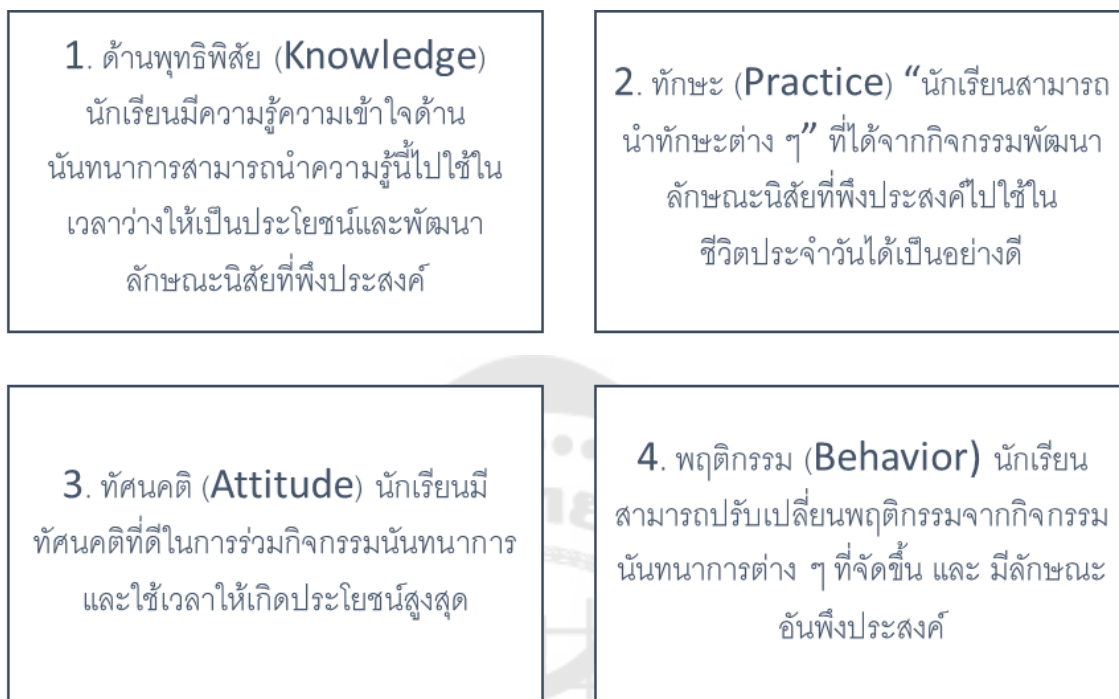 1. ด้านพุทธิพิสัย (Knowledge)
นักเรียนมีความรู้ความเข้าใจด้าน
นันทนาการสามารถนำความรู้นี้ไปใช้ใน
เวลาว่างให้เป็นประโยชน์และพัฒนา
ลักษณะนิสัยที่พึงประสงค์
2. ทักษะ (Practice) “นักเรียนสามารถ
นำทักษะต่าง ๆ” ที่ได้จากกิจกรรมพัฒนา
ลักษณะนิสัยที่พึงประสงค์ไปใช้ใน
ชีวิตประจำวันได้เป็นอย่างดี
3. ทัศนคติ (Attitude) นักเรียนมี
ทัศนคติที่ดีในการร่วมกิจกรรมนันทนาการ
และใช้เวลาให้เกิดประโยชน์สูงสุด
4. พฤติกรรม (Behavior) นักเรียน
สามารถปรับเปลี่ยนพฤติกรรมจากกิจกรรม
นันทนาการต่าง ๆ ที่จัดขึ้น และ มีลักษณะ
อันพึงประสงค์